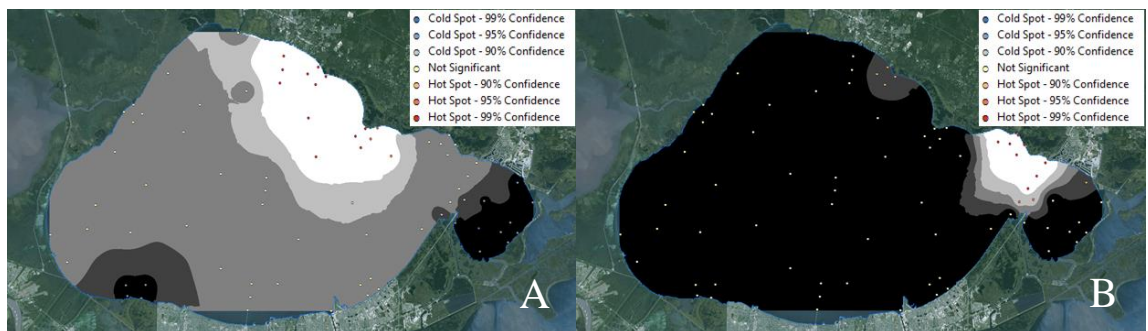 Cold Spot - 99% Confidence
Cold Spot - 95% Confidence
Cold Spot - 90% Confidence
Not Significant
Hot Spot - 90% Confidence
Hot Spot - 95% Confidence
Hot Spot - 99% Confidence
A
Cold Spot - 99% Confidence
Cold Spot - 95% Confidence
Cold Spot - 90% Confidence
Not Significant
Hot Spot - 90% Confidence
Hot Spot - 95% Confidence
Hot Spot - 99% Confidence
B